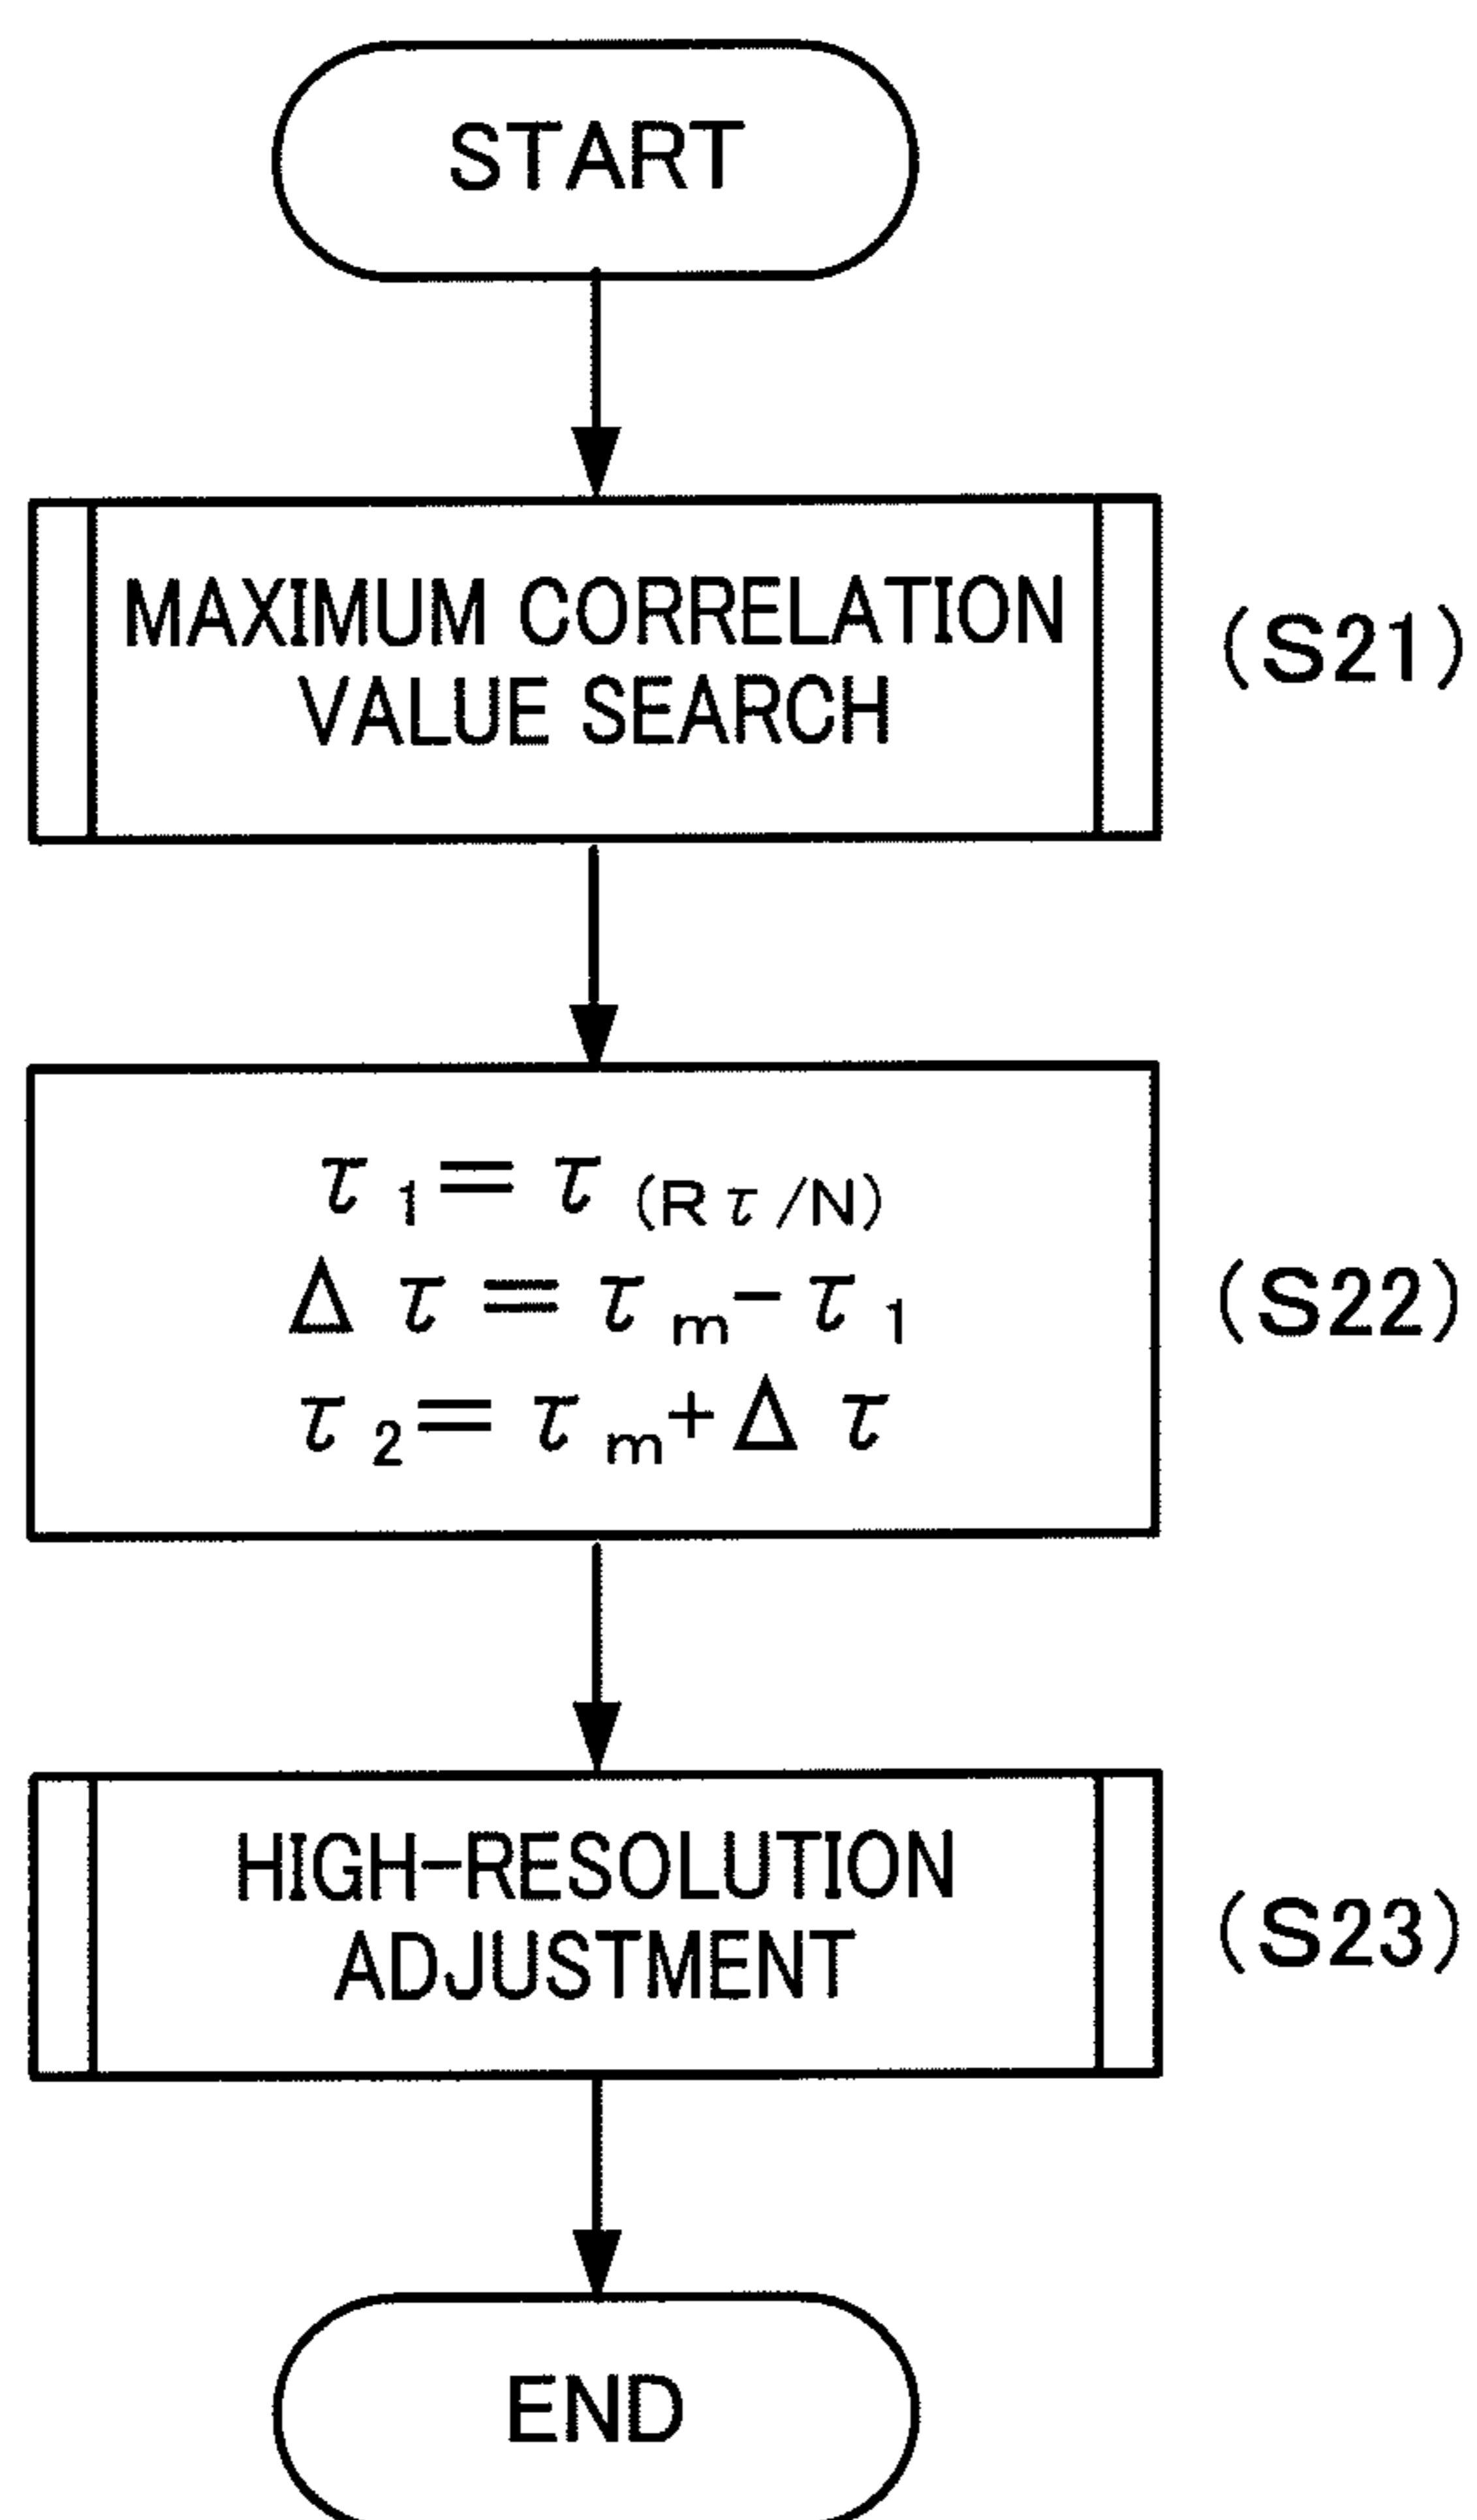 START
MAXIMUM CORRELATION
VALUE SEARCH
(S21)
τ₁=τ(Rτ/N)
Δτ=τₘ-τ₁
τ₂=τₘ+Δτ
(S22)
HIGH-RESOLUTION
ADJUSTMENT
(S23)
END